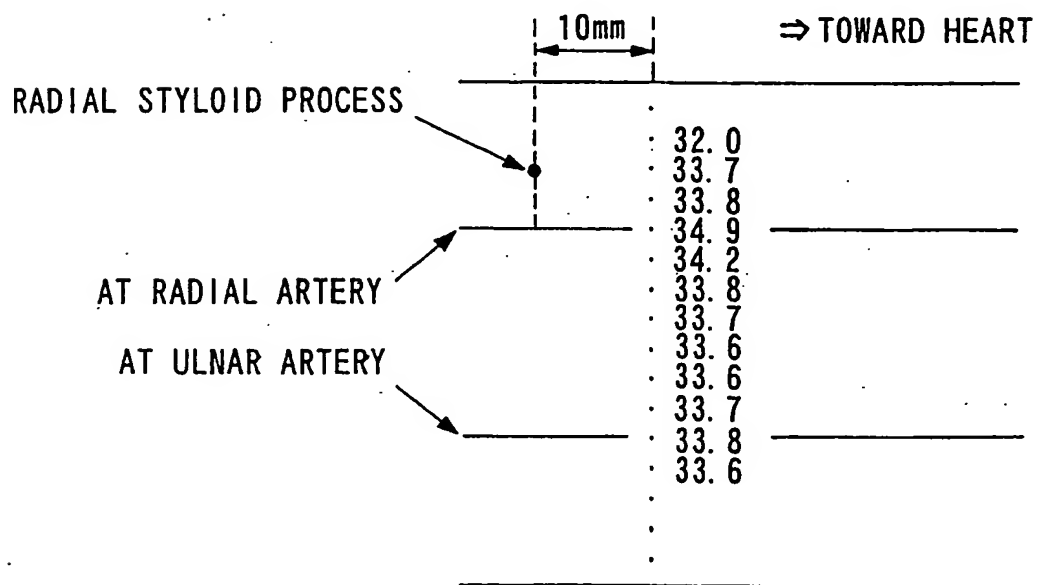 10mm
⇒ TOWARD HEART
RADIAL STYLOID PROCESS
32.0
33.7
33.8
34.9
34.2
AT RADIAL ARTERY
33.8
33.7
33.6
AT ULNAR ARTERY
33.6
33.7
33.8
33.6